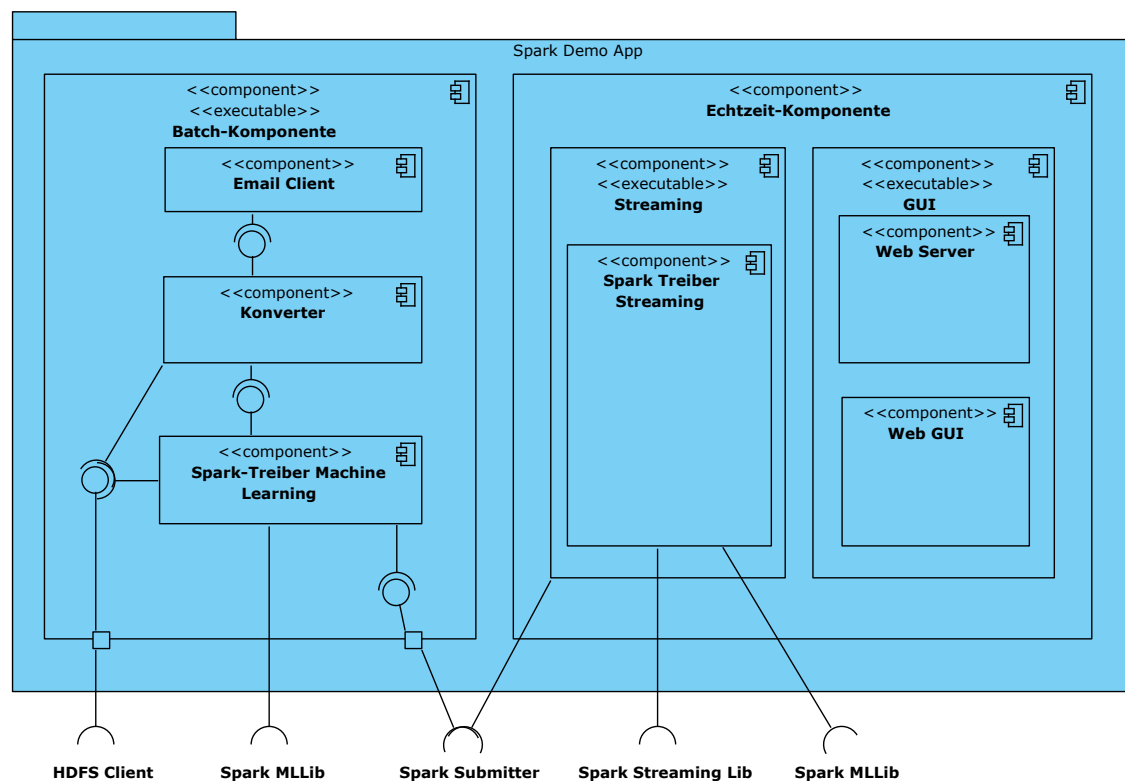 Spark Demo App
<<component>>
<<executable>>
Batch-Komponente
<<component>>
Email Client
<<component>>
Konverter
<<component>>
Spark-Treiber Machine
Learning
<<component>>
Echtzeit-Komponente
<<component>>
<<executable>>
Streaming
<<component>>
Spark Treiber
Streaming
<<component>>
<<executable>>
GUI
<<component>>
Web Server
<<component>>
Web GUI
HDFS Client
Spark MLLib
Spark Submitter
Spark Streaming Lib
Spark MLLib